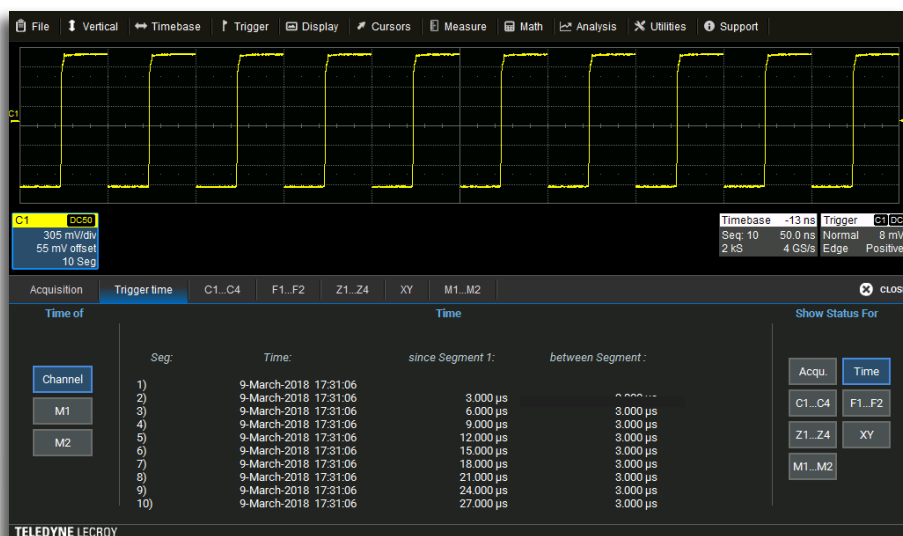 File Vertical Timebase Trigger Display Cursors Measure Math Analysis Utilities Support
C1
C1 DC50
305 mV/div
55 mV offset
10 Seg
Timebase -13 ns
Seq: 10 50.0 ns
2 kS 4 GS/s
Trigger C1 DC
Normal 8 mV
Edge Positive
Acquisition Trigger time C1...C4 F1...F2 Z1...Z4 XY M1...M2 CLOS
Time of
Channel
M1
M2
Time
Seg: Time: since Segment 1: between Segment :
1) 9-March-2018 17:31:06
2) 9-March-2018 17:31:06 3.000 µs
3) 9-March-2018 17:31:06 6.000 µs 3.000 µs
4) 9-March-2018 17:31:06 9.000 µs 3.000 µs
5) 9-March-2018 17:31:06 12.000 µs 3.000 µs
6) 9-March-2018 17:31:06 15.000 µs 3.000 µs
7) 9-March-2018 17:31:06 18.000 µs 3.000 µs
8) 9-March-2018 17:31:06 21.000 µs 3.000 µs
9) 9-March-2018 17:31:06 24.000 µs 3.000 µs
10) 9-March-2018 17:31:06 27.000 µs 3.000 µs
Show Status For
Acqu. Time
C1...C4 F1...F2
Z1...Z4 XY
M1...M2
TELEDYNE LECROY